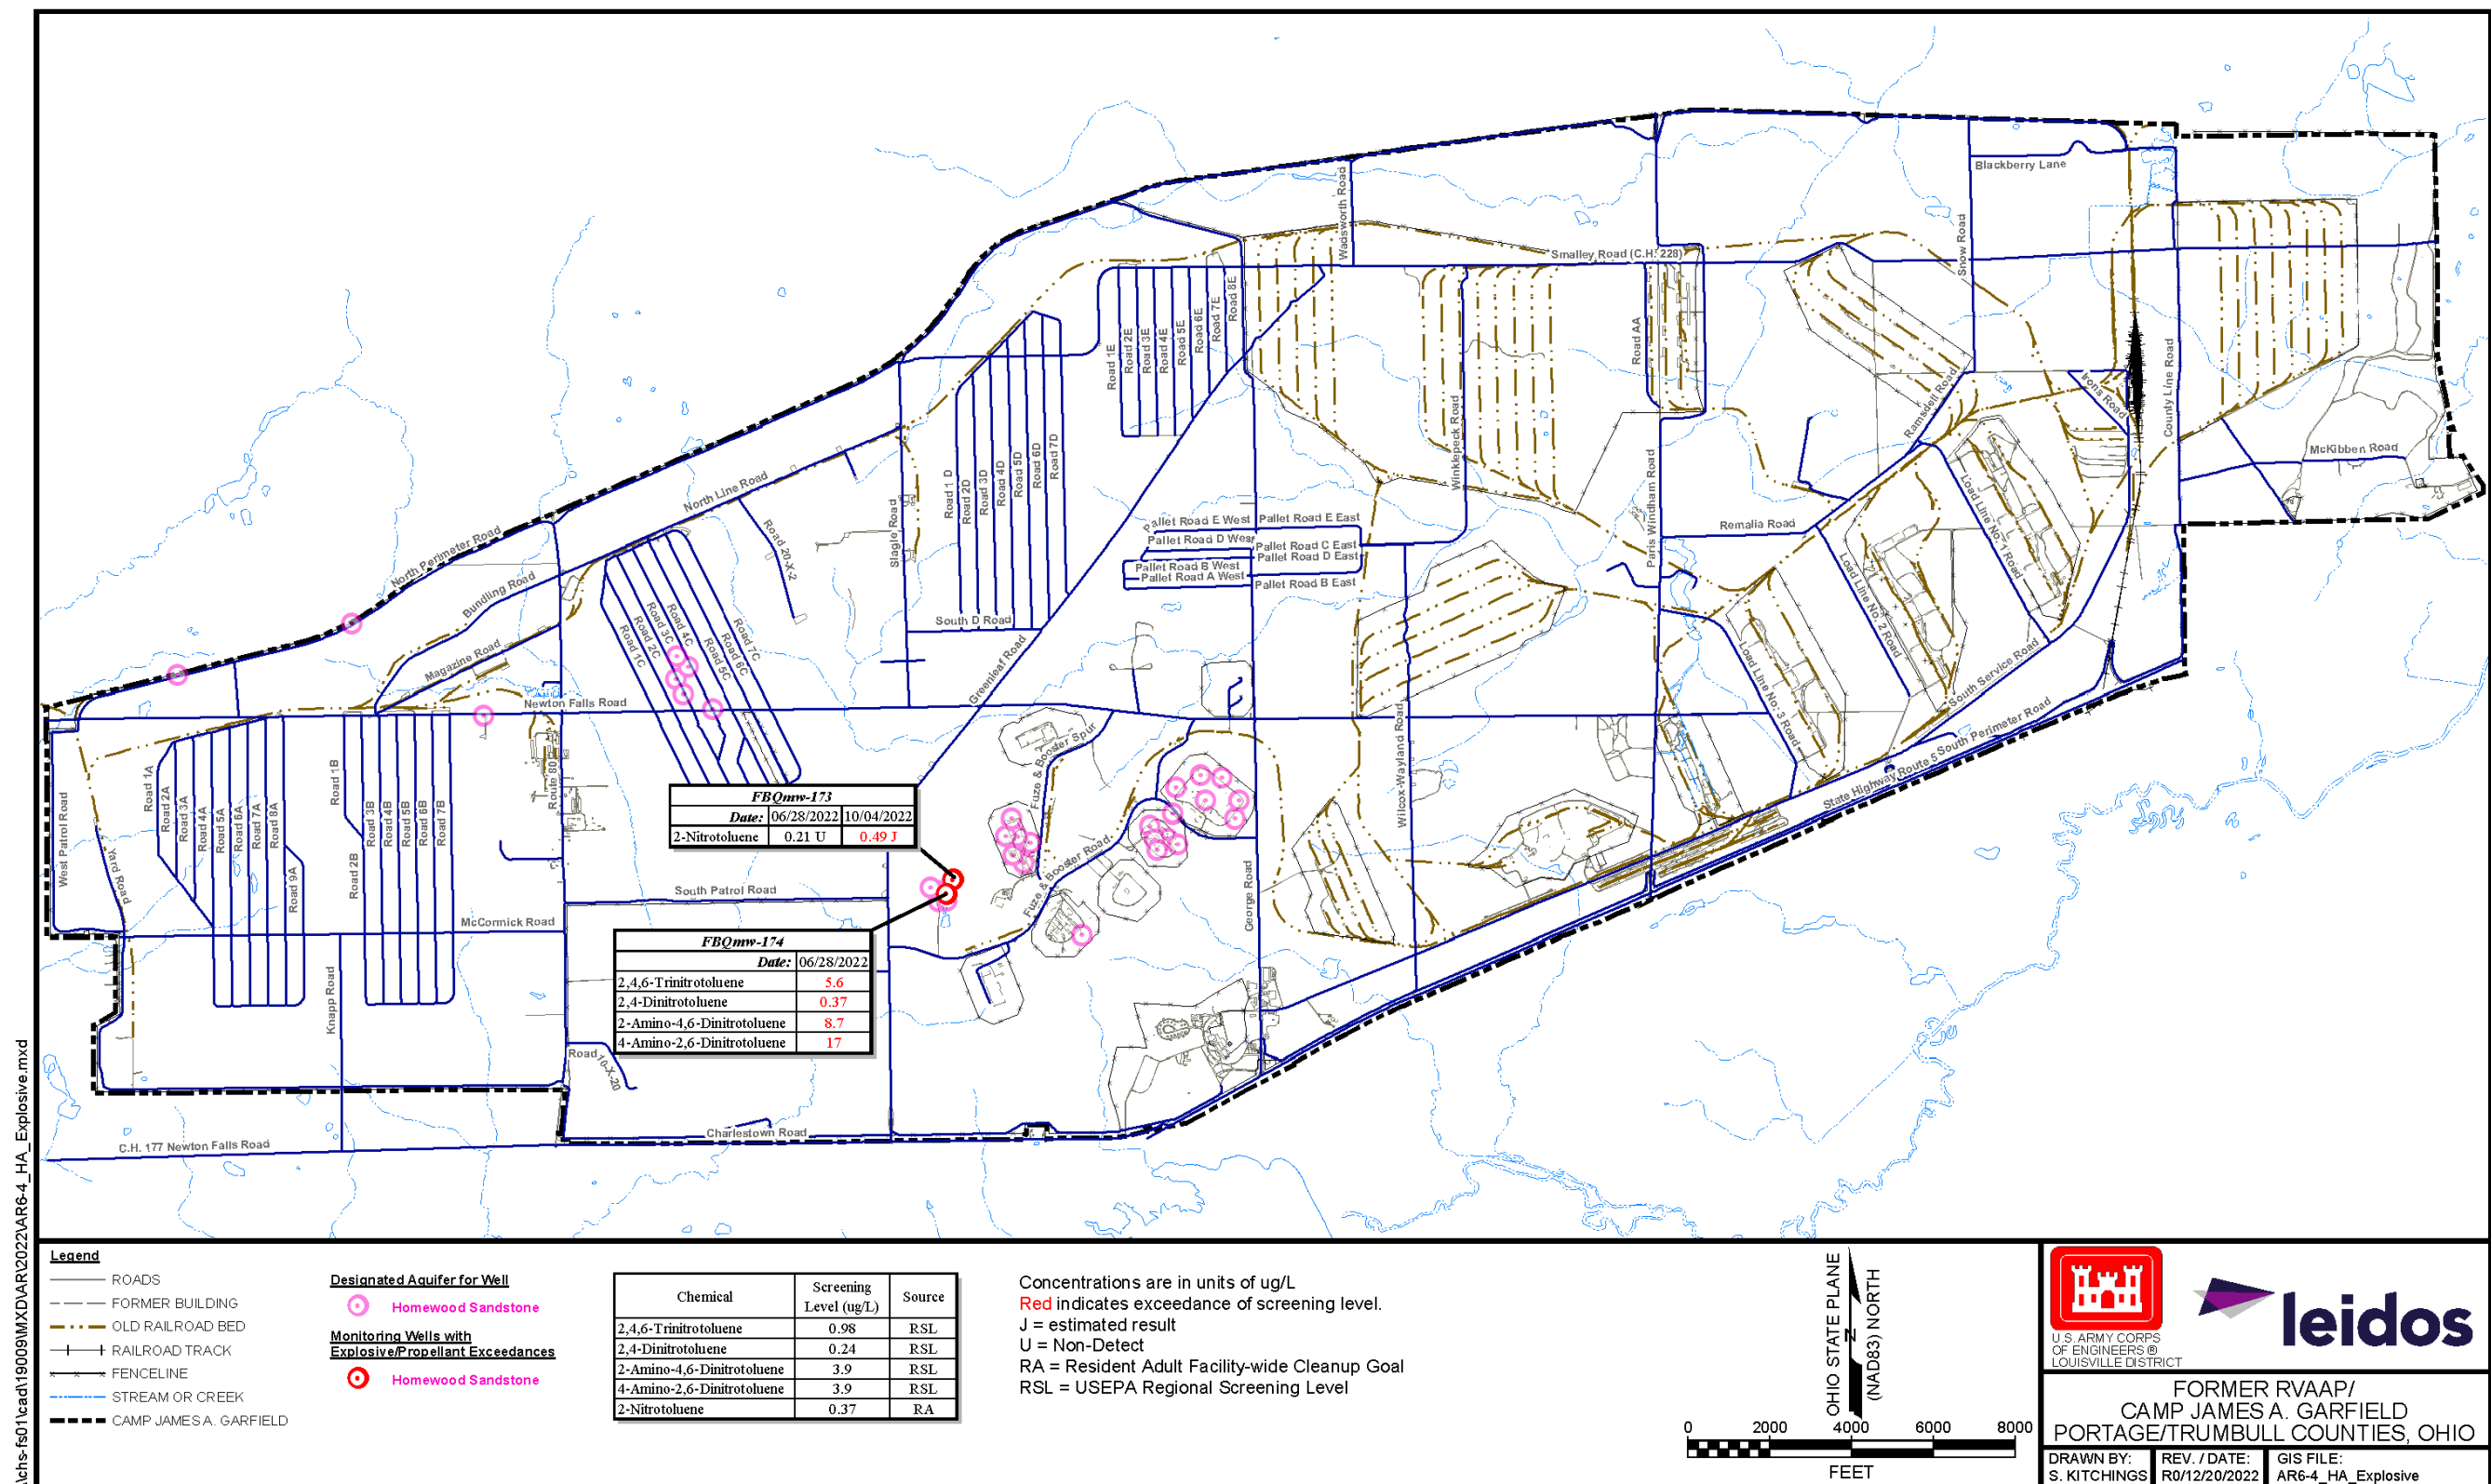 Blackberry Lane
Wadsworth Road
Snow Road
Smalley Road (C.H. 228)
Road 1E
Road 2E
Road 3E
Road 4E
Road 5E
Road 6E
Road 7E
Road 8E
Road AA
County Line Road
Irons Road
Ramsdell Road
McKibben Road
Winklepeck Road
Paris Windham Road
Road 1 D
Road 2D
Road 3D
Road 4D
Road 5D
Road 6D
Road 7D
Slagle Road
North Line Road
Road 20-X-2
North Perimeter Road
Bundling Road
Pallet Road E West
Pallet Road E East
Pallet Road D West
Pallet Road C East
Pallet Road D East
Pallet Road B West
Pallet Road A West
Pallet Road B East
Remalia Road
Load Line No. 1 Road
Load Line No. 2 Road
Load Line No. 3 Road
South Service Road
South D Road
Greenleaf Road
Road 1C
Road 2C
Road 3C
Road 4C
Road 5C
Road 6C
Road 7C
Magazine Road
Newton Falls Road
State Highway Route 5 South Perimeter Road
Wilcox-Wayland Road
Fuze & Booster Spur
Fuze & Booster Road
George Road
West Patrol Road
Yard Road
Road 1A
Road 2A
Road 3A
Road 4A
Road 5A
Road 6A
Road 7A
Road 8A
Road 9A
Road 1B
Road 2B
Road 3B
Road 4B
Road 5B
Road 6B
Road 7B
Route 80
FBQmw-173
Date: 06/28/2022 10/04/2022
2-Nitrotoluene 0.21 U 0.49 J
South Patrol Road
McCormick Road
Knapp Road
FBQmw-174
Date: 06/28/2022
2,4,6-Trinitrotoluene 5.6
2,4-Dinitrotoluene 0.37
2-Amino-4,6-Dinitrotoluene 8.7
4-Amino-2,6-Dinitrotoluene 17
Road 10-X-20
Charlestown Road
C.H. 177 Newton Falls Road
\chs-fs01\cad\19009\MXD\AR\2022\AR6-4_HA_Explosive.mxd
Legend
ROADS
FORMER BUILDING
OLD RAILROAD BED
RAILROAD TRACK
FENCELINE
STREAM OR CREEK
CAMP JAMES A. GARFIELD
Designated Aquifer for Well
Homewood Sandstone
Monitoring Wells with
Explosive/Propellant Exceedances
Homewood Sandstone
Chemical Screening Level (ug/L) Source
2,4,6-Trinitrotoluene 0.98 RSL
2,4-Dinitrotoluene 0.24 RSL
2-Amino-4,6-Dinitrotoluene 3.9 RSL
4-Amino-2,6-Dinitrotoluene 3.9 RSL
2-Nitrotoluene 0.37 RA
Concentrations are in units of ug/L
Red indicates exceedance of screening level.
J = estimated result
U = Non-Detect
RA = Resident Adult Facility-wide Cleanup Goal
RSL = USEPA Regional Screening Level
OHIO STATE PLANE
(NAD83) NORTH
N
0 2000 4000 6000 8000
FEET
U.S. ARMY CORPS
OF ENGINEERS ®
LOUISVILLE DISTRICT
leidos
FORMER RVAAP/
CAMP JAMES A. GARFIELD
PORTAGE/TRUMBULL COUNTIES, OHIO
DRAWN BY:
S. KITCHINGS
REV. / DATE:
R0/12/20/2022
GIS FILE:
AR6-4_HA_Explosive